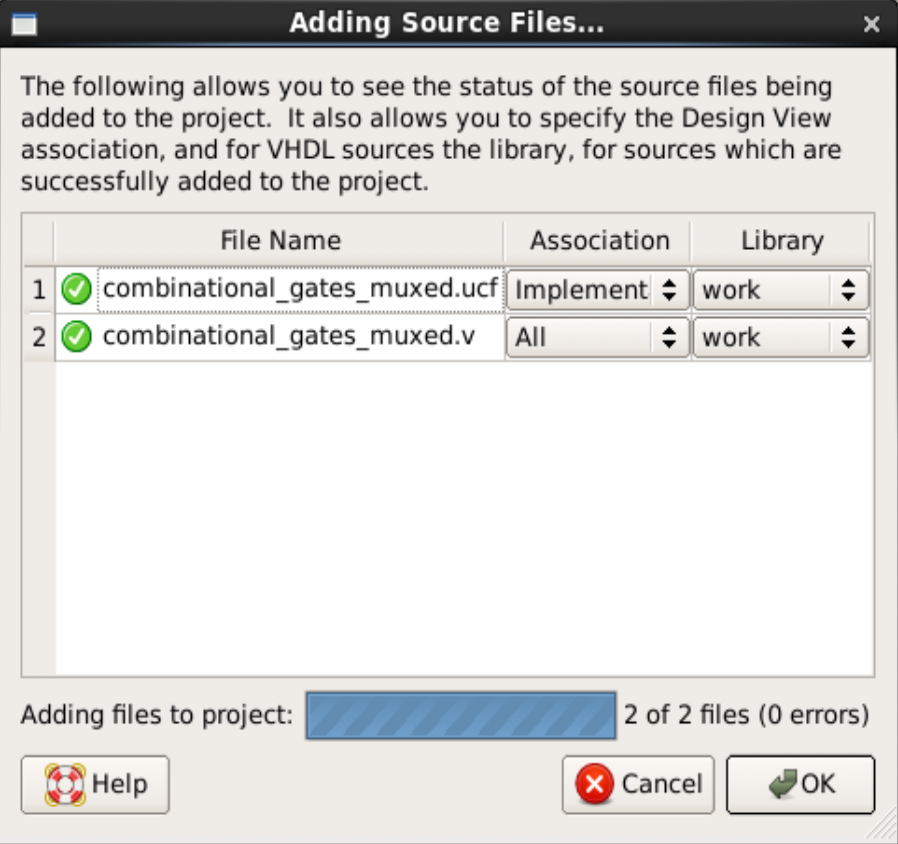 Adding Source Files...
The following allows you to see the status of the source files being
added to the project.  It also allows you to specify the Design View
association, and for VHDL sources the library, for sources which are
successfully added to the project.
File Name Association Library
1 combinational_gates_muxed.ucf Implement work
2 combinational_gates_muxed.v All work
Adding files to project: 2 of 2 files (0 errors)
Help Cancel OK